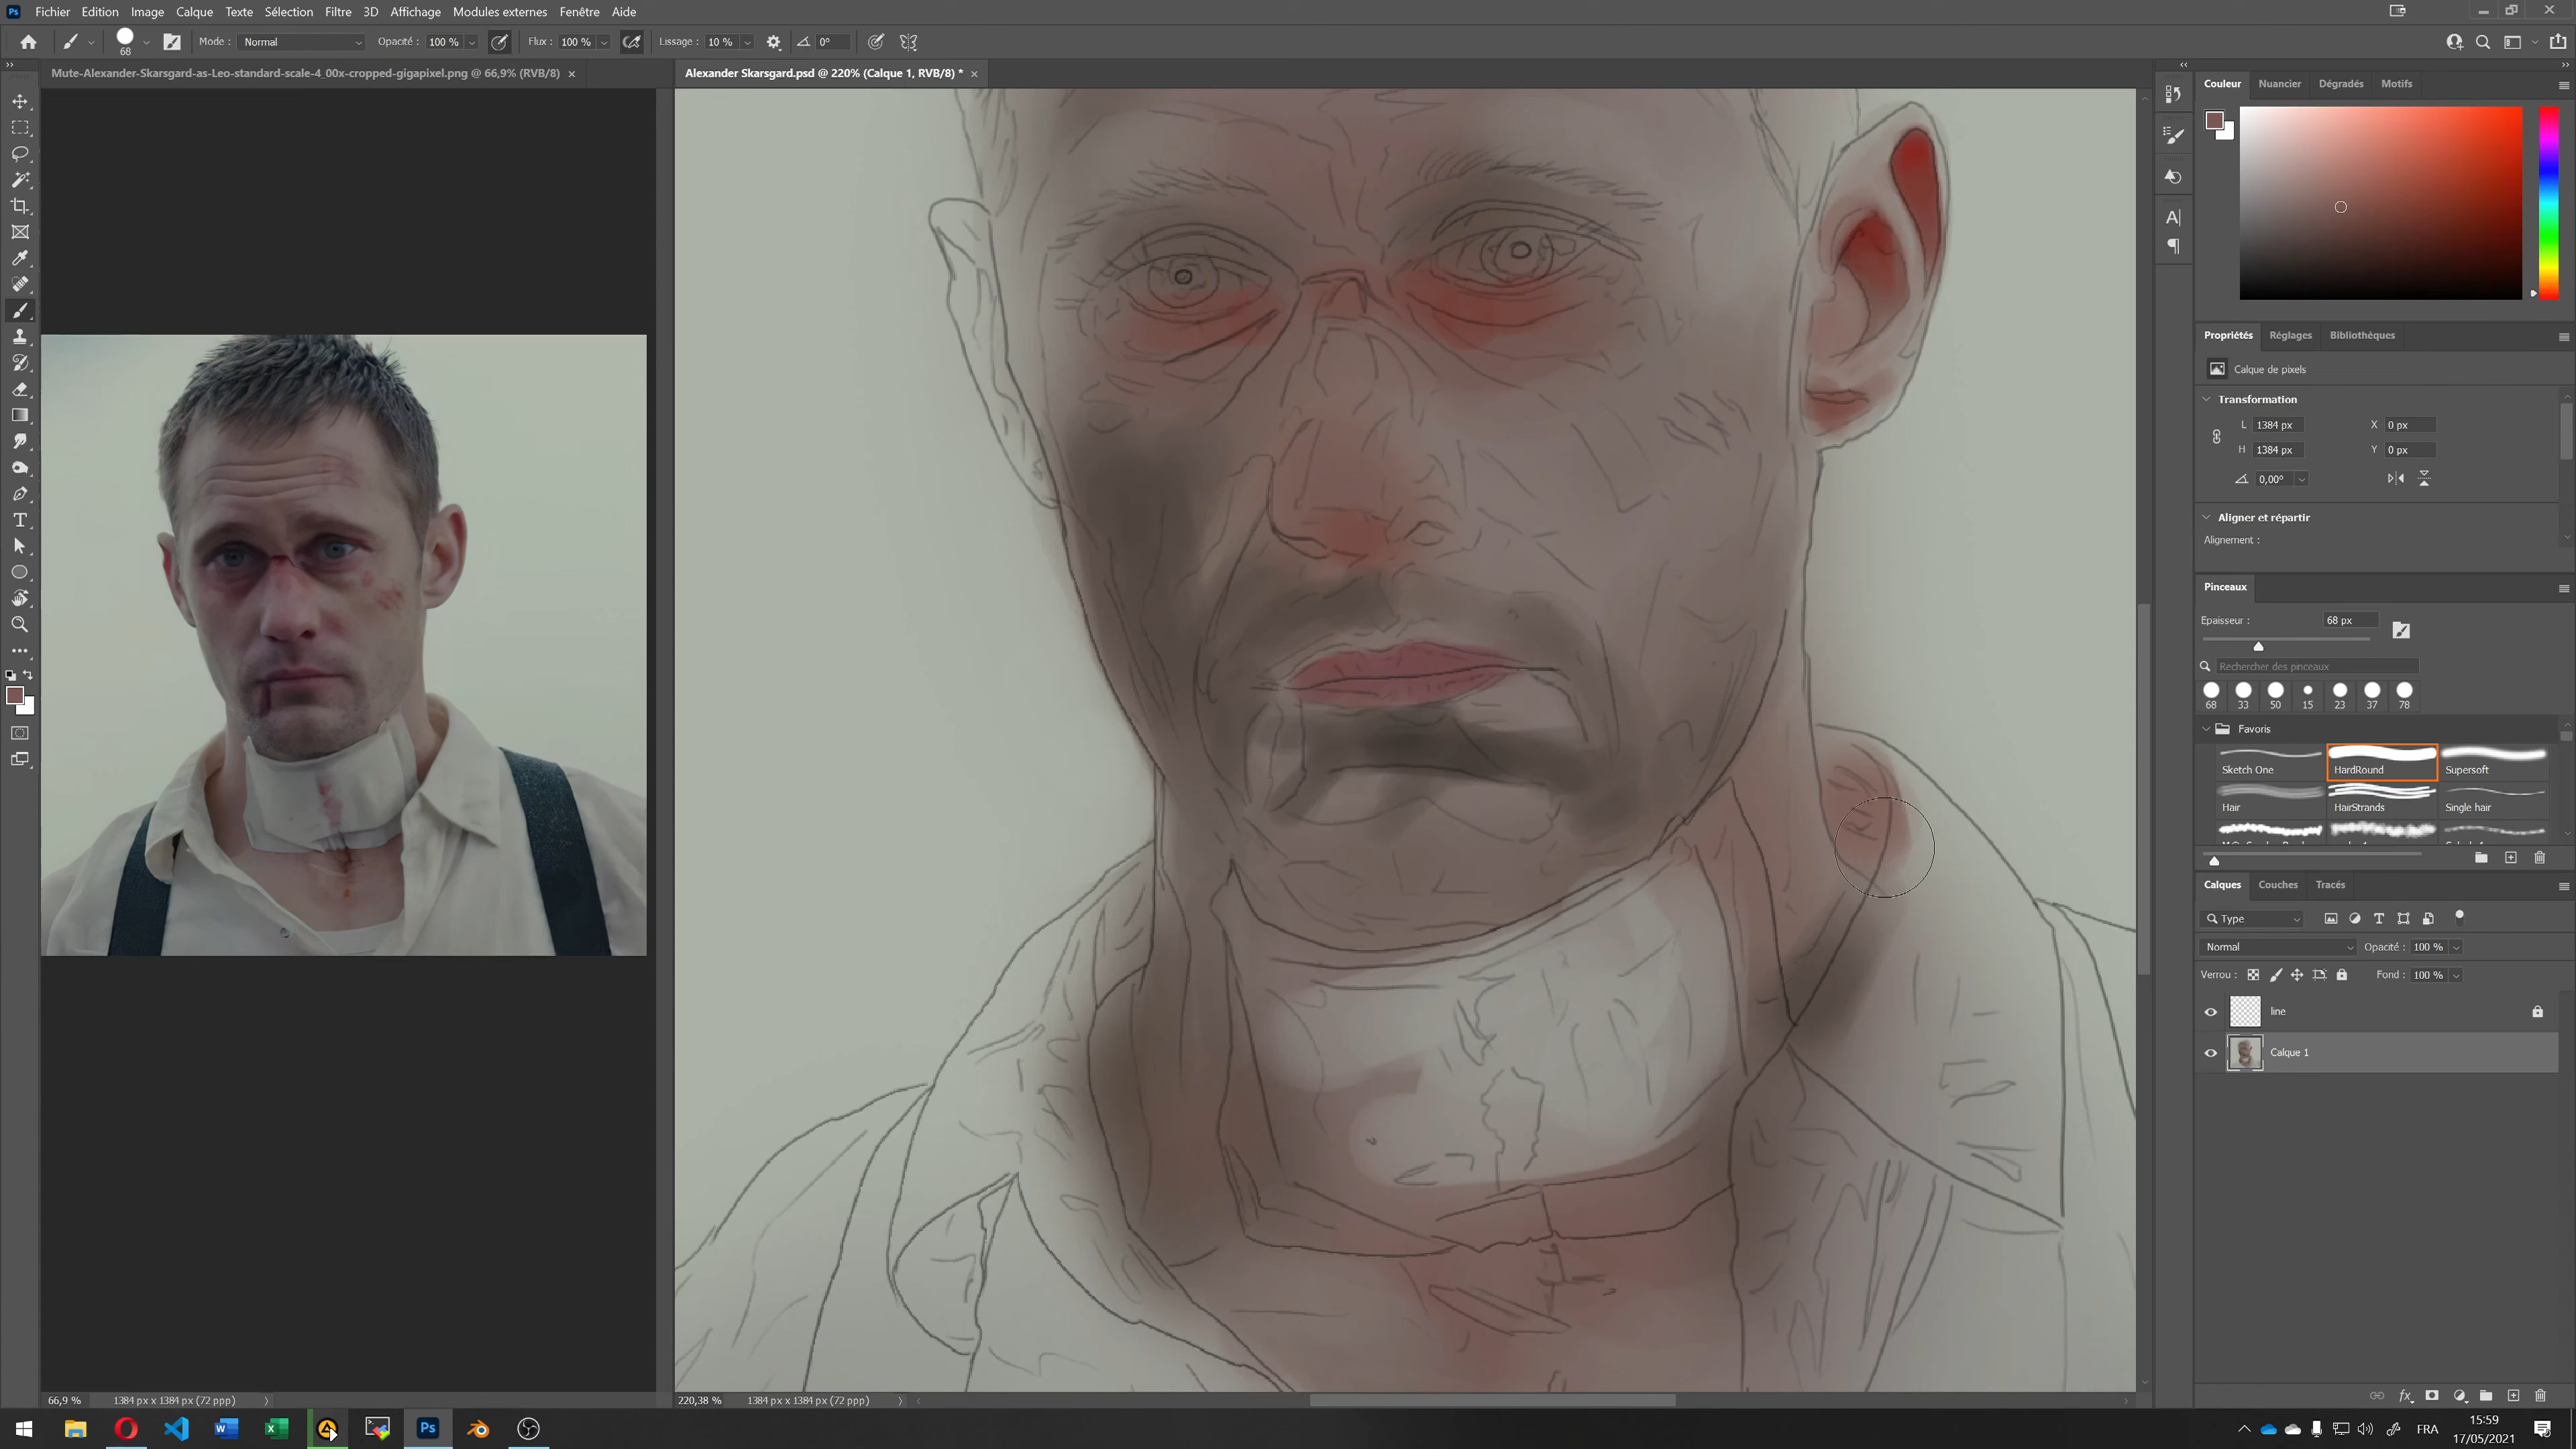 Fichier Edition Image Calque Texte Sélection Filtre 3D Affichage Modules externes Fenêtre Aide
68 Mode : Normal Opacité : 100 % Flux : 100 % Lissage : 10 % 0°
Mute-Alexander-Skarsgard-as-Leo-standard-scale-4_00x-cropped-gigapixel.png @ 66,9% (RVB/8) ×
Alexander Skarsgard.psd @ 220% (Calque 1, RVB/8) * ×
Couleur Nuancier Dégradés Motifs
Propriétés Réglages Bibliothèques
Calque de pixels
Transformation
L 1384 px X 0 px
H 1384 px Y 0 px
0,00°
Aligner et répartir
Alignement :
Pinceaux
Epaisseur : 68 px
Rechercher des pinceaux
68 33 50 15 23 37 78
Favoris
Sketch One HardRound Supersoft
Hair HairStrands Single hair
Calques Couches Tracés
Type
Normal Opacité : 100 %
Verrou : Fond : 100 %
line
Calque 1
66,9 % 1384 px x 1384 px (72 ppp)
220,38 % 1384 px x 1384 px (72 ppp)
FRA 15:59
17/05/2021